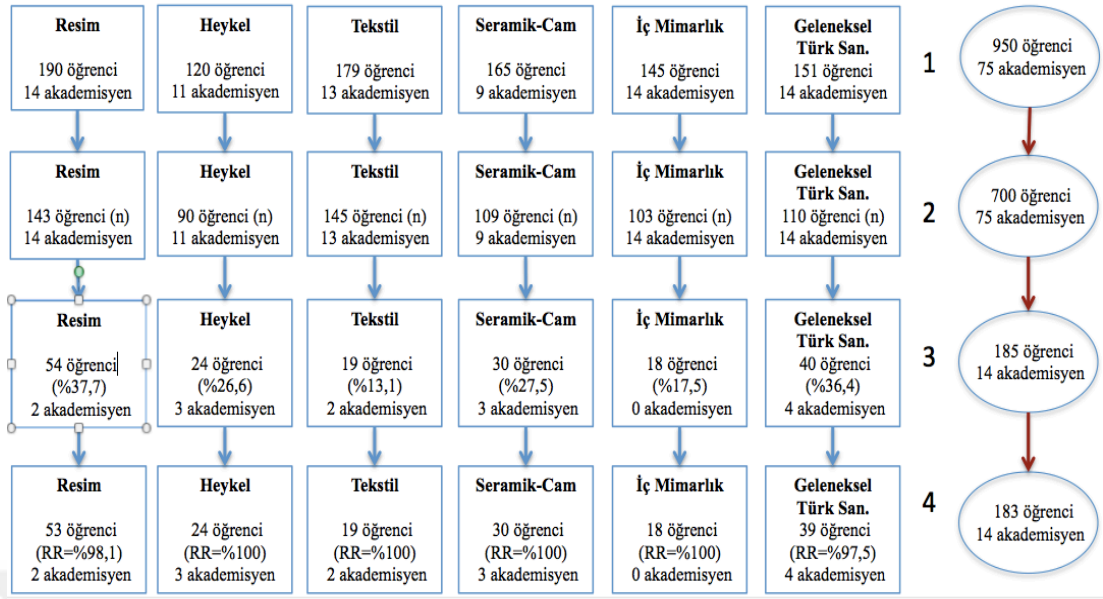 Resim
190 öğrenci
14 akademisyen
Heykel
120 öğrenci
11 akademisyen
Tekstil
179 öğrenci
13 akademisyen
Seramik-Cam
165 öğrenci
9 akademisyen
İç Mimarlık
145 öğrenci
14 akademisyen
Geleneksel
Türk San.
151 öğrenci
14 akademisyen
1
950 öğrenci
75 akademisyen
Resim
143 öğrenci (n)
14 akademisyen
Heykel
90 öğrenci (n)
11 akademisyen
Tekstil
145 öğrenci (n)
13 akademisyen
Seramik-Cam
109 öğrenci (n)
9 akademisyen
İç Mimarlık
103 öğrenci (n)
14 akademisyen
Geleneksel
Türk San.
110 öğrenci (n)
14 akademisyen
2
700 öğrenci
75 akademisyen
Resim
54 öğrenci
(%37,7)
2 akademisyen
Heykel
24 öğrenci
(%26,6)
3 akademisyen
Tekstil
19 öğrenci
(%13,1)
2 akademisyen
Seramik-Cam
30 öğrenci
(%27,5)
3 akademisyen
İç Mimarlık
18 öğrenci
(%17,5)
0 akademisyen
Geleneksel
Türk San.
40 öğrenci
(%36,4)
4 akademisyen
3
185 öğrenci
14 akademisyen
Resim
53 öğrenci
(RR=%98,1)
2 akademisyen
Heykel
24 öğrenci
(RR=%100)
3 akademisyen
Tekstil
19 öğrenci
(RR=%100)
2 akademisyen
Seramik-Cam
30 öğrenci
(RR=%100)
3 akademisyen
İç Mimarlık
18 öğrenci
(RR=%100)
0 akademisyen
Geleneksel
Türk San.
39 öğrenci
(RR=%97,5)
4 akademisyen
4
183 öğrenci
14 akademisyen